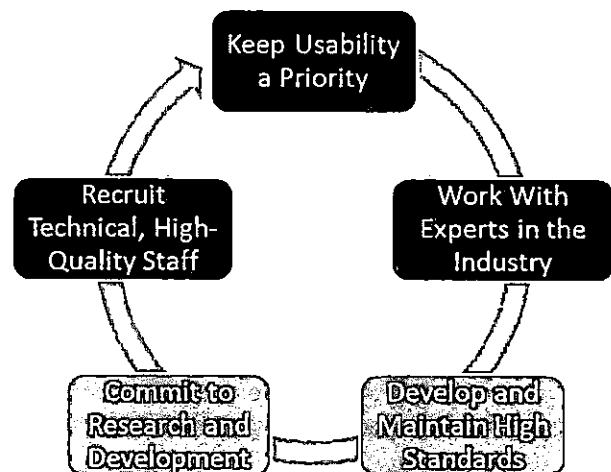 Keep Usability
a Priority
Work With
Experts in the
Industry
Develop and
Maintain High
Standards
Commit to
Research and
Development
Recruit
Technical, High-
Quality Staff